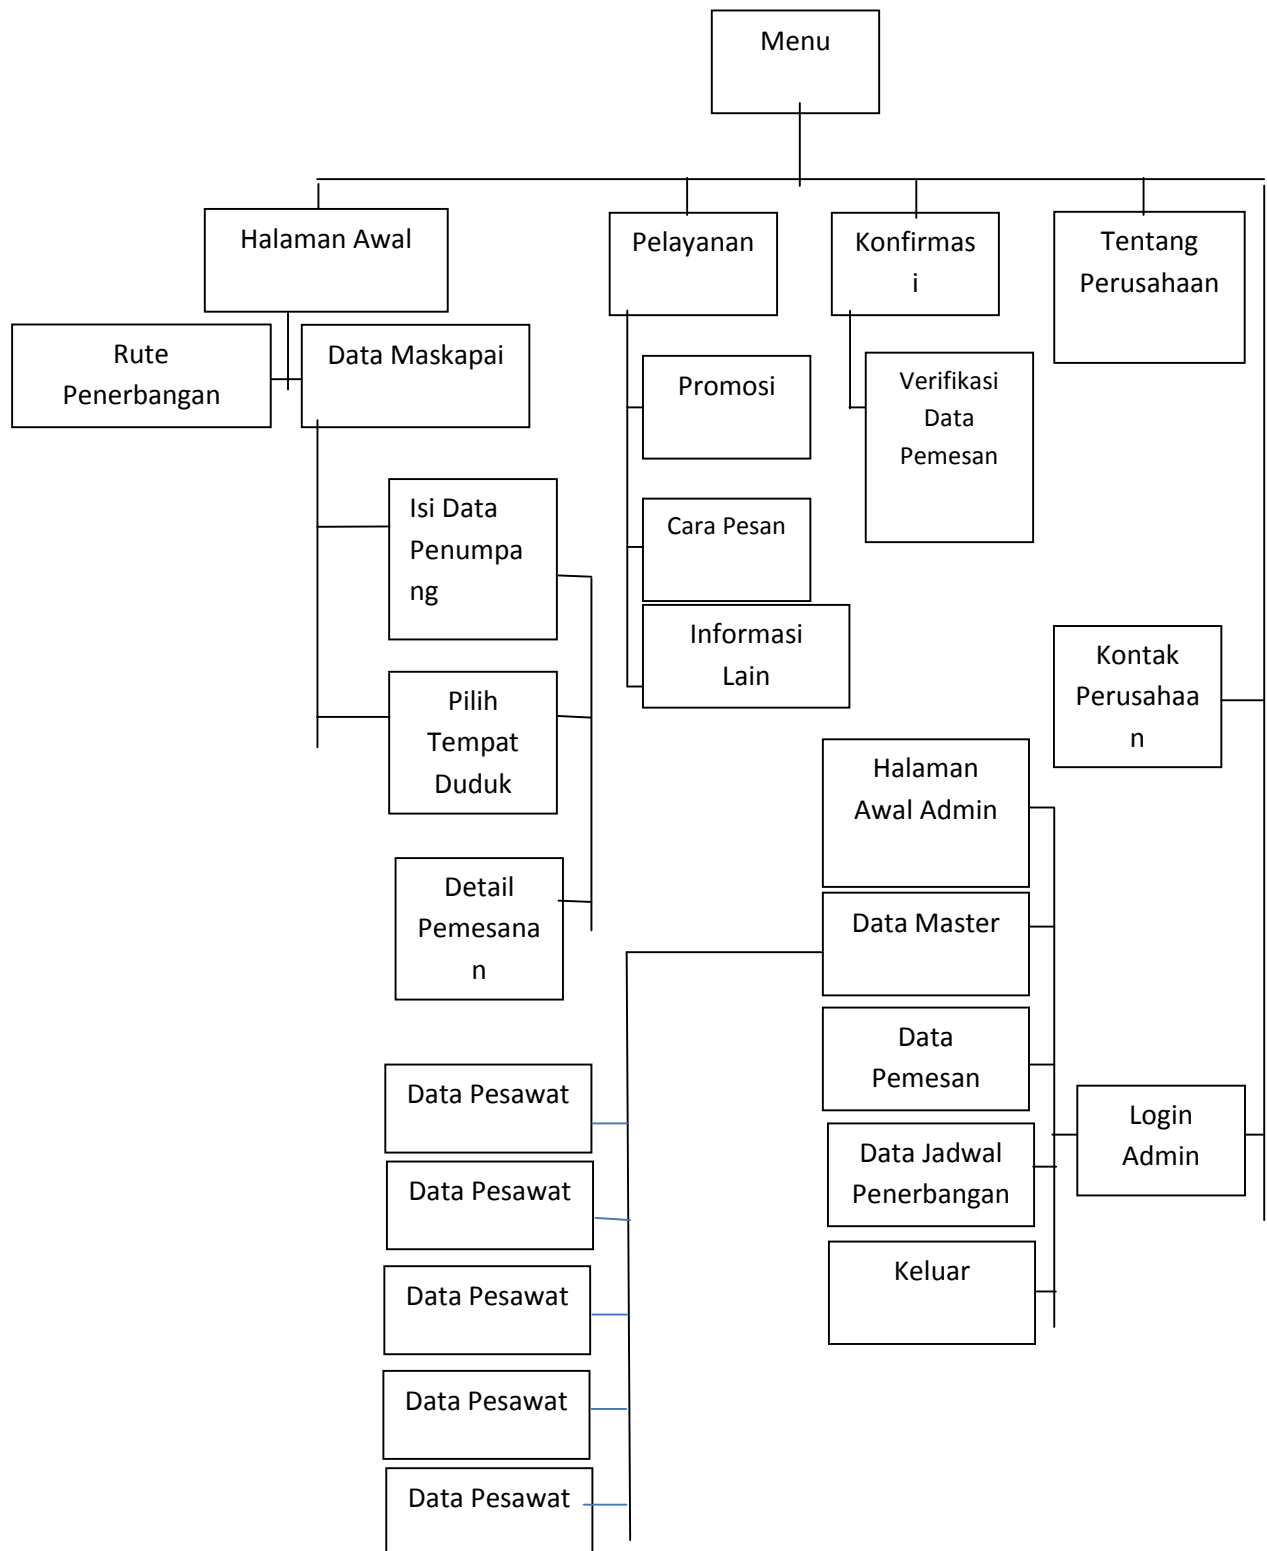 Menu
Halaman Awal
Pelayanan
Konfirmas
i
Tentang
Perusahaan
Rute
Penerbangan
Data Maskapai
Promosi
Verifikasi
Data
Pemesan
Isi Data
Penumpa
ng
Cara Pesan
Informasi
Lain
Kontak
Perusahaa
n
Pilih
Tempat
Duduk
Halaman
Awal Admin
Detail
Pemesana
n
Data Master
Data
Pemesan
Data Pesawat
Login
Admin
Data Jadwal
Penerbangan
Data Pesawat
Keluar
Data Pesawat
Data Pesawat
Data Pesawat